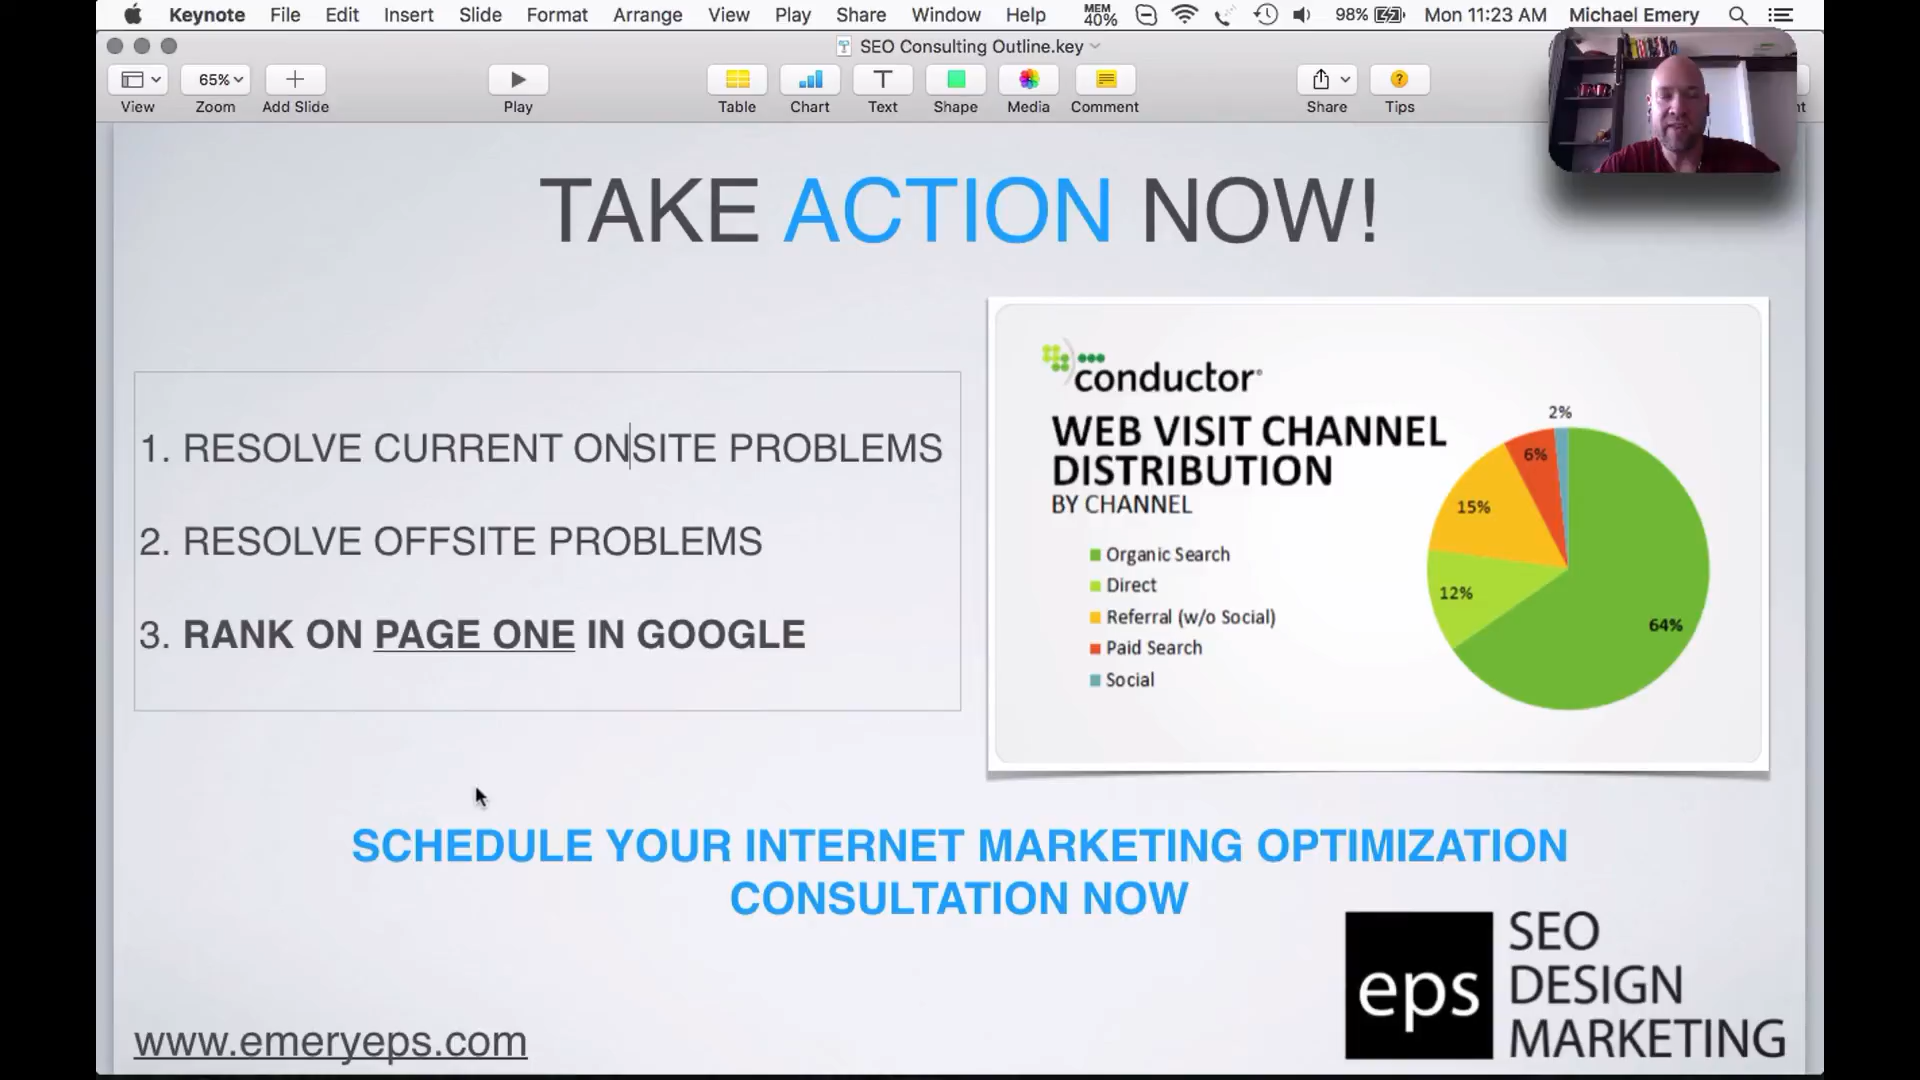 Keynote File Edit Insert Slide Format Arrange View Play Share Window Help MEM 40% 98% Mon 11:23 AM Michael Emery
SEO Consulting Outline.key
65%
View Zoom Add Slide Play Table Chart Text Shape Media Comment Share Tips
TAKE ACTION NOW!
1. RESOLVE CURRENT ONSITE PROBLEMS
2. RESOLVE OFFSITE PROBLEMS
3. RANK ON PAGE ONE IN GOOGLE
conductor
WEB VISIT CHANNEL
DISTRIBUTION
BY CHANNEL
Organic Search
Direct
Referral (w/o Social)
Paid Search
Social
2%
6%
15%
12%
64%
SCHEDULE YOUR INTERNET MARKETING OPTIMIZATION
CONSULTATION NOW
www.emeryeps.com
eps
SEO
DESIGN
MARKETING